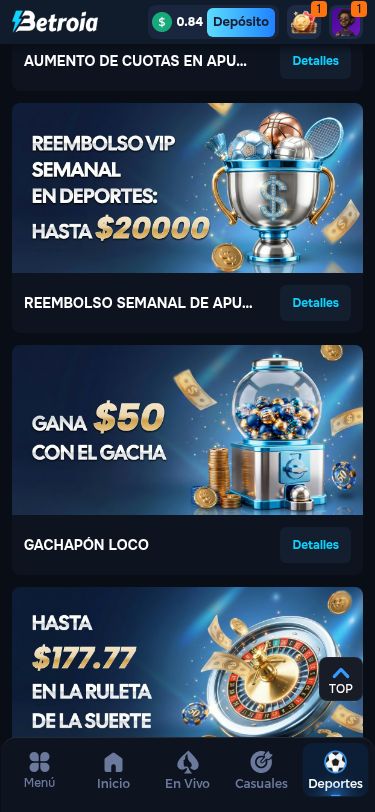 Betroia
$ 0.84 Depósito 1 1
AUMENTO DE CUOTAS EN APU... Detalles
REEMBOLSO VIP
SEMANAL
EN DEPORTES:
HASTA $20000
REEMBOLSO SEMANAL DE APU... Detalles
GANA $50
CON EL GACHA
GACHAPÓN LOCO Detalles
HASTA
$177.77
EN LA RULETA
DE LA SUERTE
TOP
Menú Inicio En Vivo Casuales Deportes